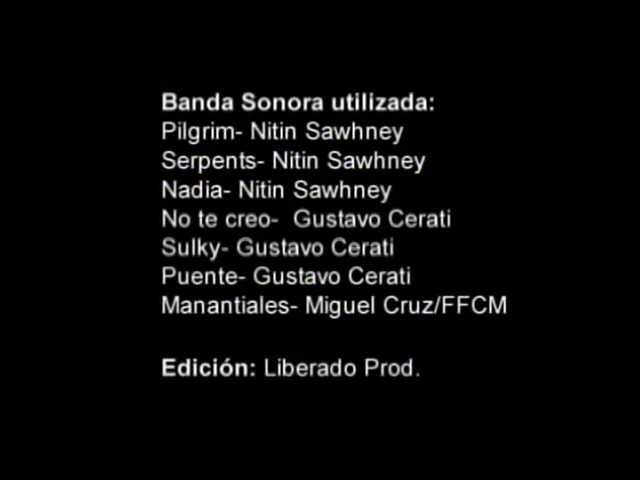 Banda Sonora utilizada:
Pilgrim- Nitin Sawhney
Serpents- Nitin Sawhney
Nadia- Nitin Sawhney
No te creo-  Gustavo Cerati
Sulky- Gustavo Cerati
Puente- Gustavo Cerati
Manantiales- Miguel Cruz/FFCM
Edición: Liberado Prod.